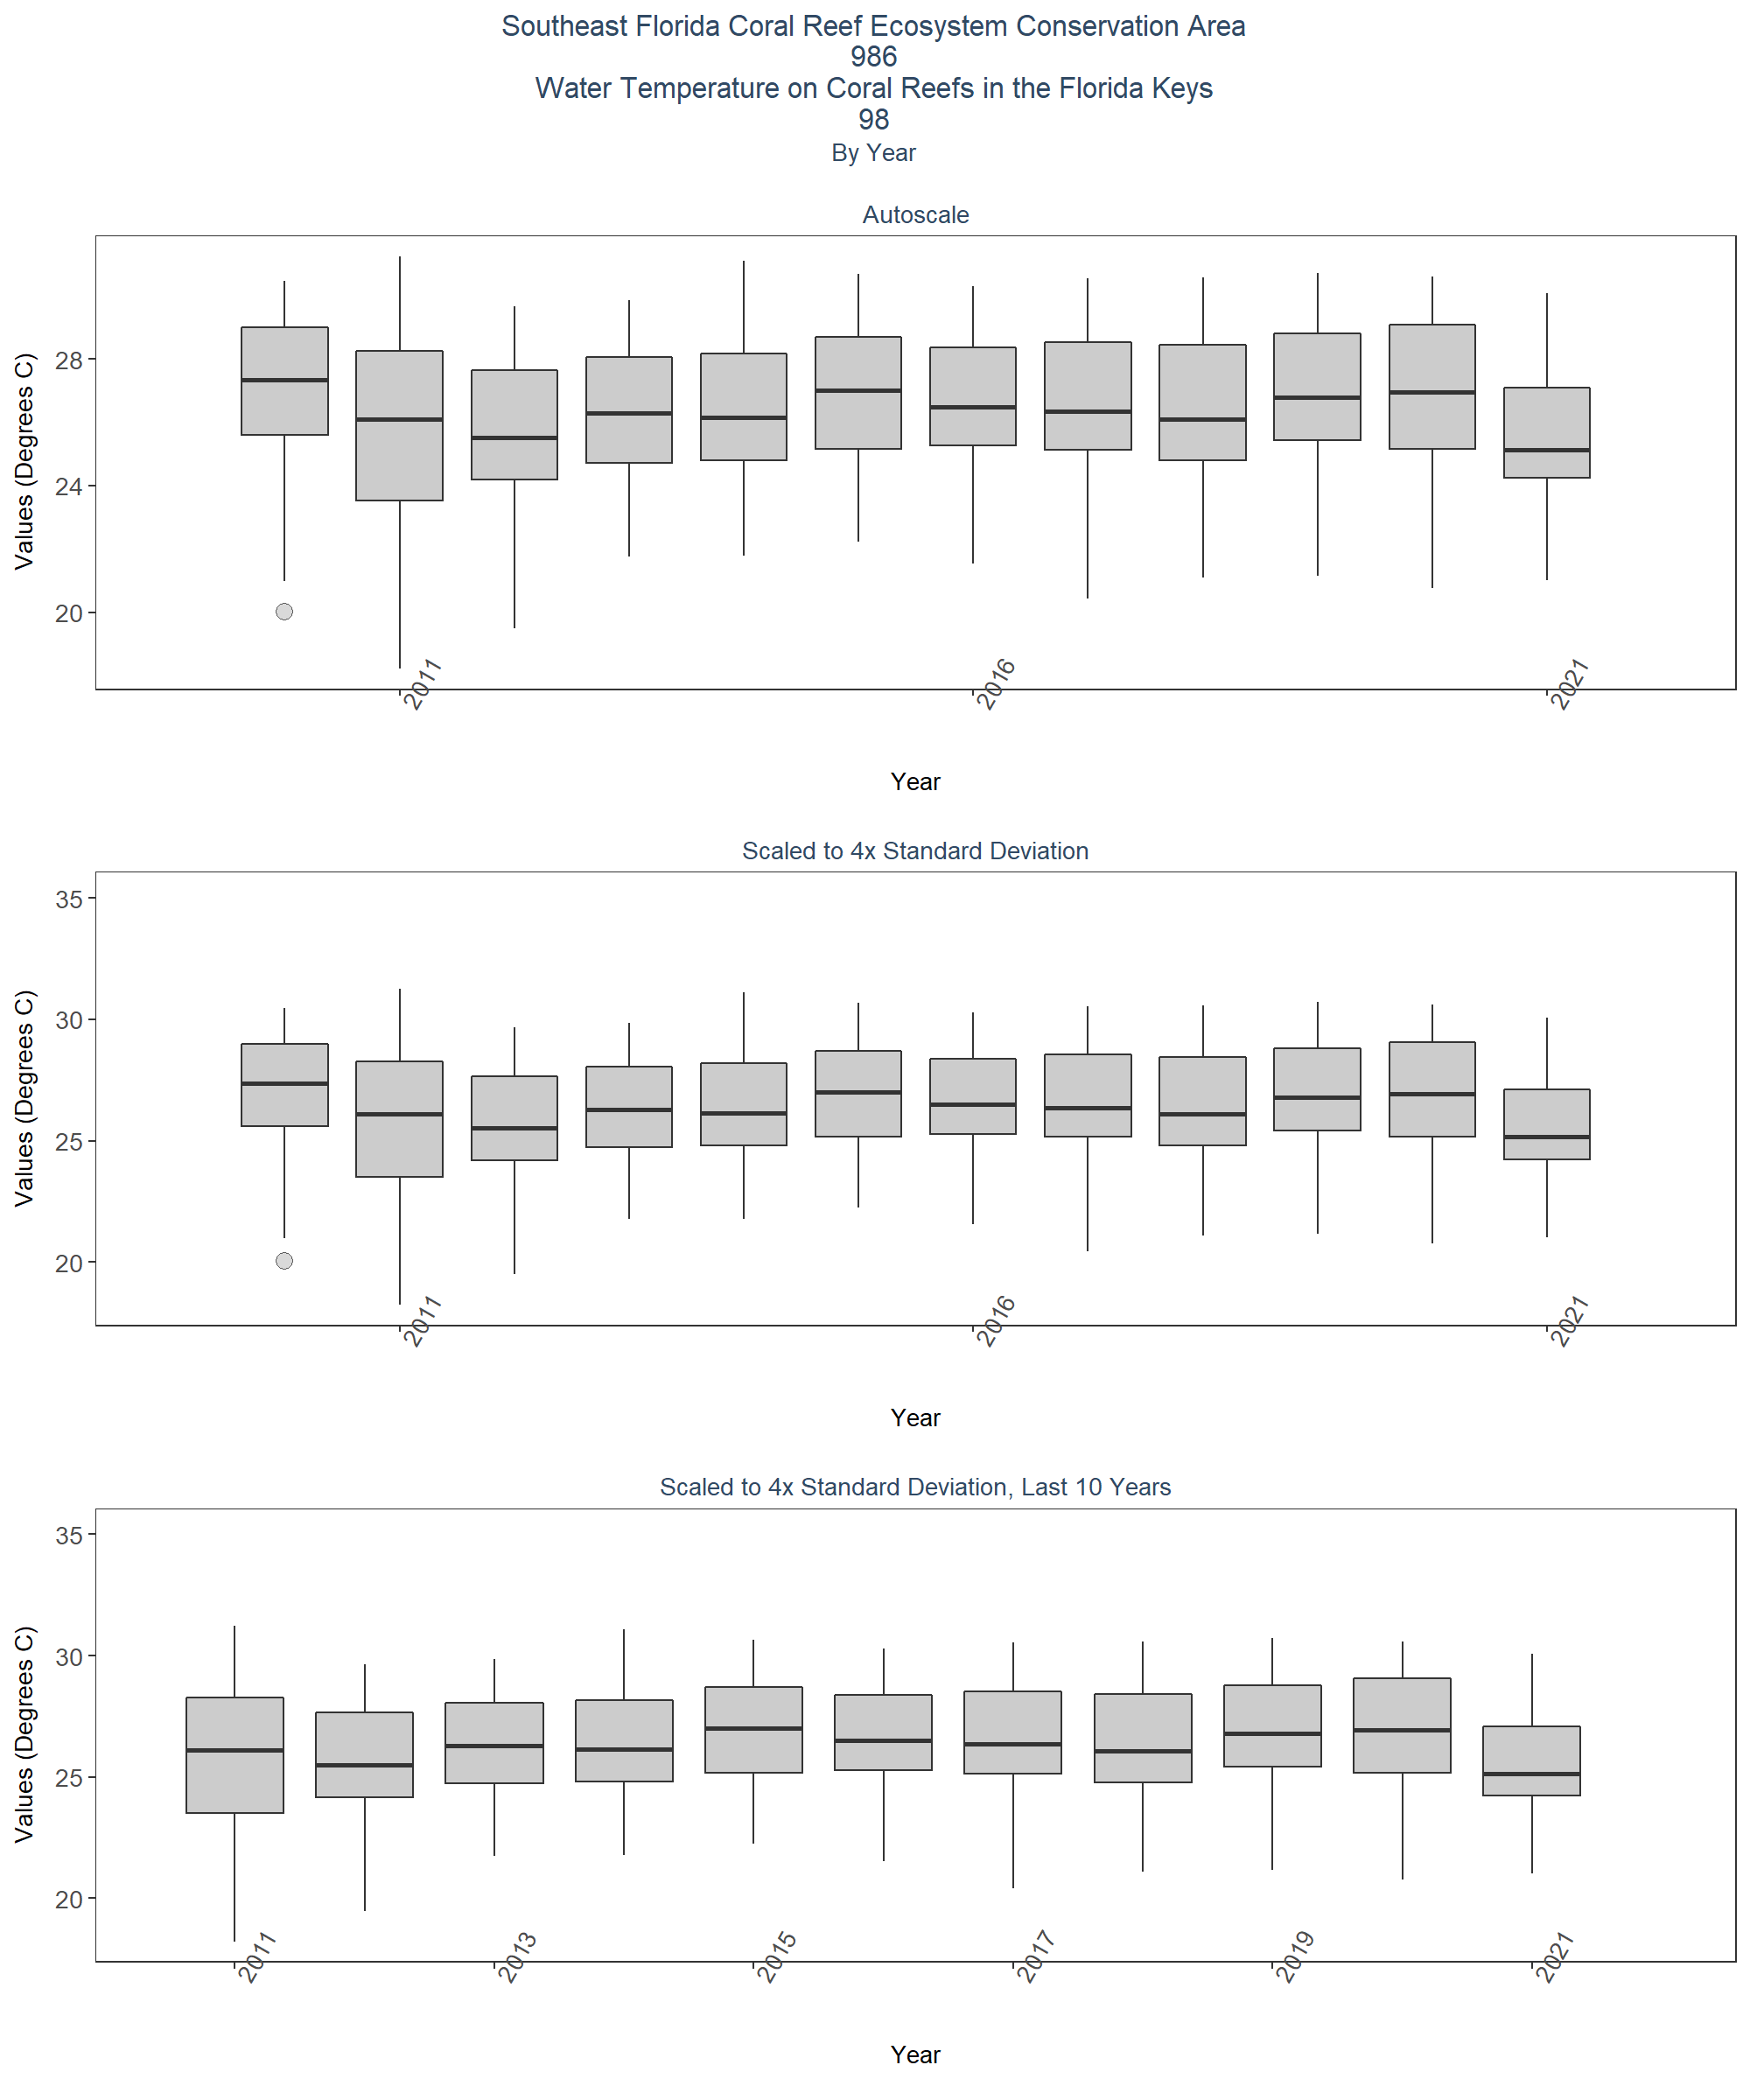 Southeast Florida Coral Reef Ecosystem Conservation Area
986
Water Temperature on Coral Reefs in the Florida Keys
98
By Year
Autoscale
Values (Degrees C)
28
24
20
2011
2016
2021
Year
Scaled to 4x Standard Deviation
Values (Degrees C)
35
30
25
20
2011
2016
2021
Year
Scaled to 4x Standard Deviation, Last 10 Years
Values (Degrees C)
35
30
25
20
2011
2013
2015
2017
2019
2021
Year